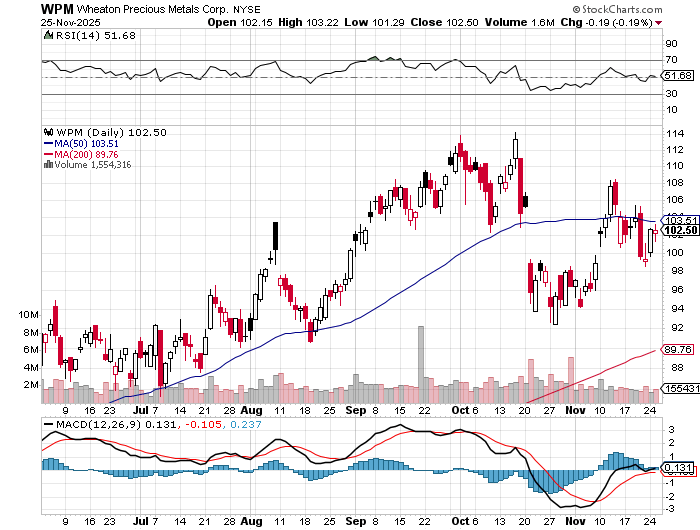 WPM Wheaton Precious Metals Corp. NYSE © StockCharts.com
25-Nov-2025 Open 102.15 High 103.22 Low 101.29 Close 102.50 Volume 1.6M Chg -0.19 (-0.19%)
RSI(14) 51.68
90
70
51.68
30
10
WPM (Daily) 102.50
MA(50) 103.51
MA(200) 89.76
Volume 1,554,316
114
112
110
108
106
104
103.51
102.50
100
98
96
94
92
89.76
88
1554316
10M
8M
6M
4M
2M
9 16 23 Jul 7 14 21 28 Aug 11 18 25 Sep 8 15 22 Oct 6 13 20 27 Nov 10 17 24
MACD(12,26,9) 0.131, -0.105, 0.237
3
2
1
0.131
-1
-2
-3
9 16 23 Jul 7 14 21 28 Aug 11 18 25 Sep 8 15 22 Oct 6 13 20 27 Nov 10 17 24